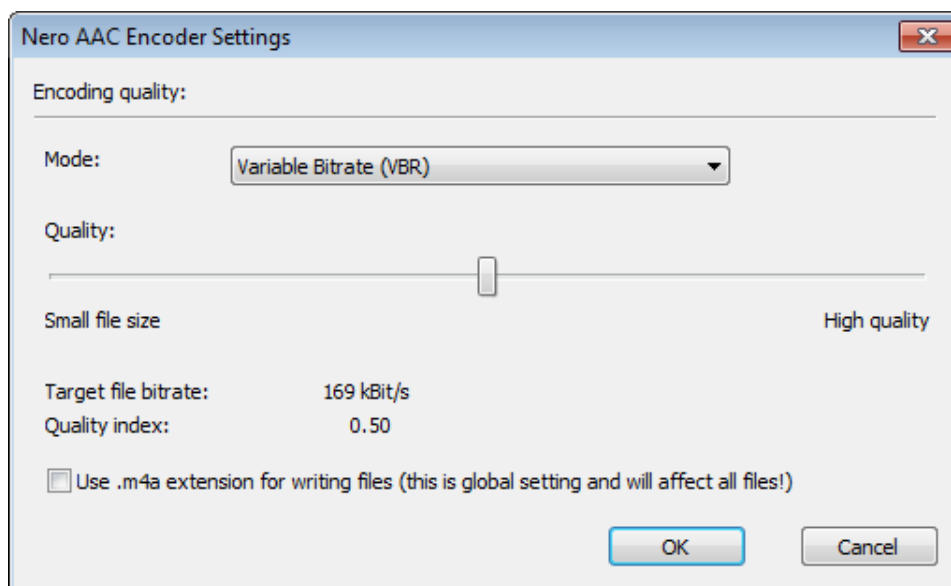 Nero AAC Encoder Settings
Encoding quality:
Mode: Variable Bitrate (VBR)
Quality:
Small file size High quality
Target file bitrate: 169 kBit/s
Quality index: 0.50
Use .m4a extension for writing files (this is global setting and will affect all files!)
OK Cancel